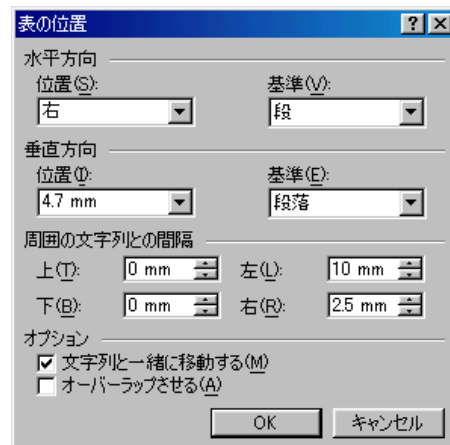 表の位置
水平方向
位置(S): 基準(V):
右 段
垂直方向
位置(I): 基準(E):
4.7 mm 段落
周囲の文字列との間隔
上(T): 0 mm 左(L): 10 mm
下(B): 0 mm 右(R): 2.5 mm
オプション
文字列と一緒に移動する(M)
オーバーラップさせる(A)
OK キャンセル